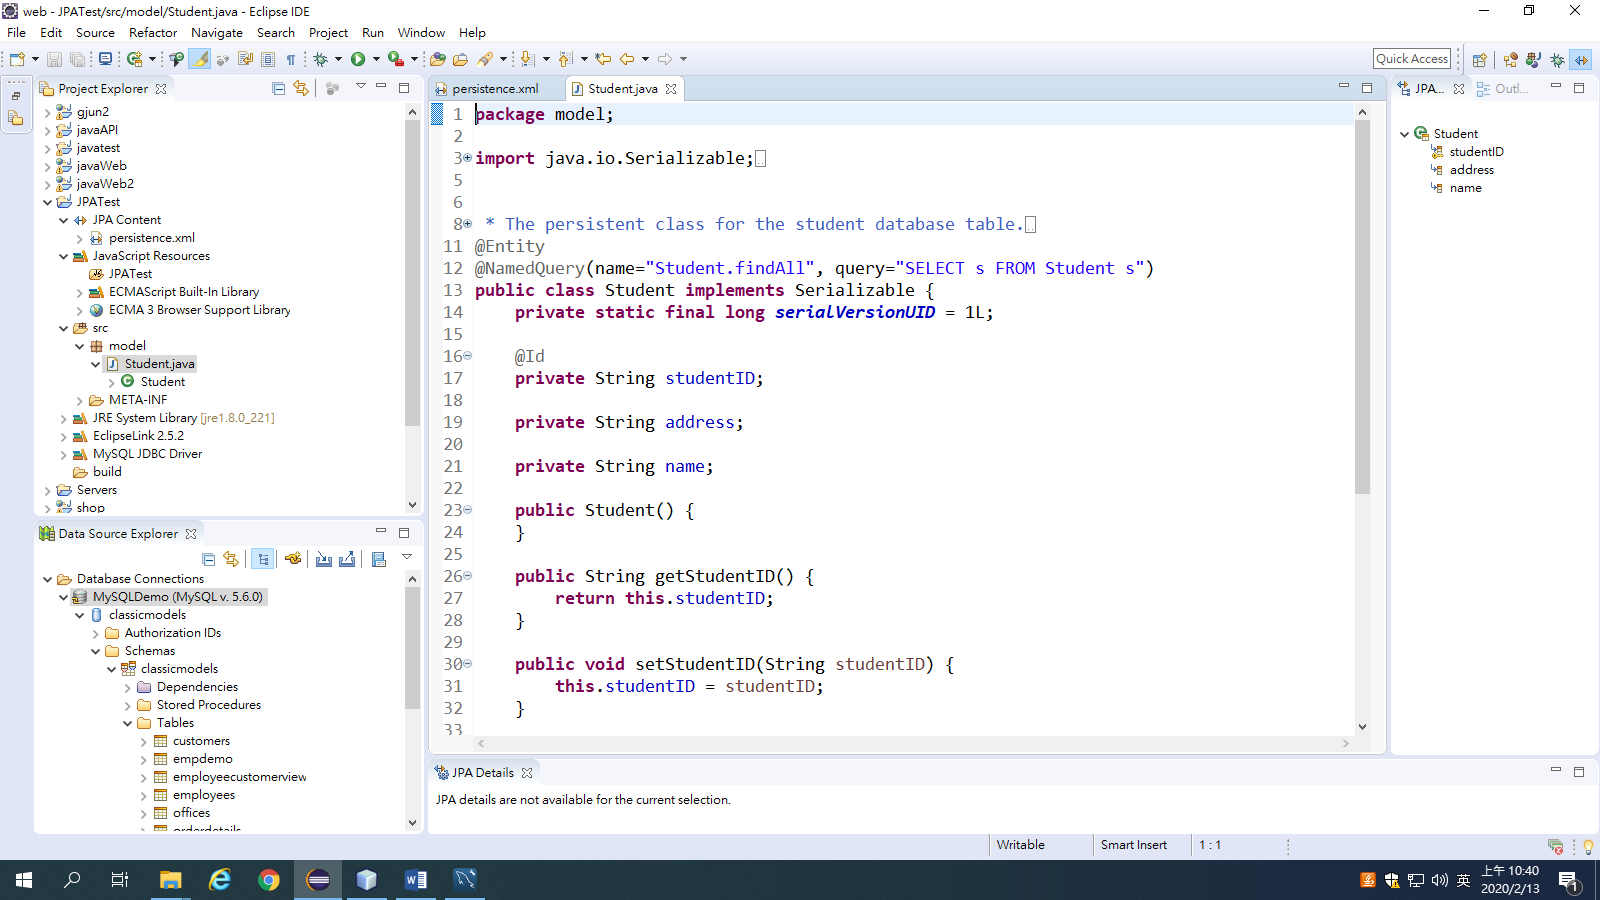 web - JPATest/src/model/Student.java - Eclipse IDE
File Edit Source Refactor Navigate Search Project Run Window Help
Quick Access
Project Explorer
gjun2
javaAPI
javatest
javaWeb
javaWeb2
JPATest
JPA Content
persistence.xml
JavaScript Resources
JPATest
ECMAScript Built-In Library
ECMA 3 Browser Support Library
src
model
Student.java
Student
META-INF
JRE System Library [jre1.8.0_221]
EclipseLink 2.5.2
MySQL JDBC Driver
build
Servers
shop
Data Source Explorer
Database Connections
MySQLDemo (MySQL v. 5.6.0)
classicmodels
Authorization IDs
Schemas
classicmodels
Dependencies
Stored Procedures
Tables
customers
empdemo
employeecustomerview
employees
offices
orderdetails
persistence.xml Student.java
1 package model;
2
3 import java.io.Serializable;
5
6
8 * The persistent class for the student database table.
11 @Entity
12 @NamedQuery(name="Student.findAll", query="SELECT s FROM Student s")
13 public class Student implements Serializable {
14 private static final long serialVersionUID = 1L;
15
16 @Id
17 private String studentID;
18
19 private String address;
20
21 private String name;
22
23 public Student() {
24 }
25
26 public String getStudentID() {
27 return this.studentID;
28 }
29
30 public void setStudentID(String studentID) {
31 this.studentID = studentID;
32 }
33
JPA Details
JPA details are not available for the current selection.
JPA... Outl...
Student
studentID
address
name
Writable Smart Insert 1 : 1
英
上午 10:40
2020/2/13
1